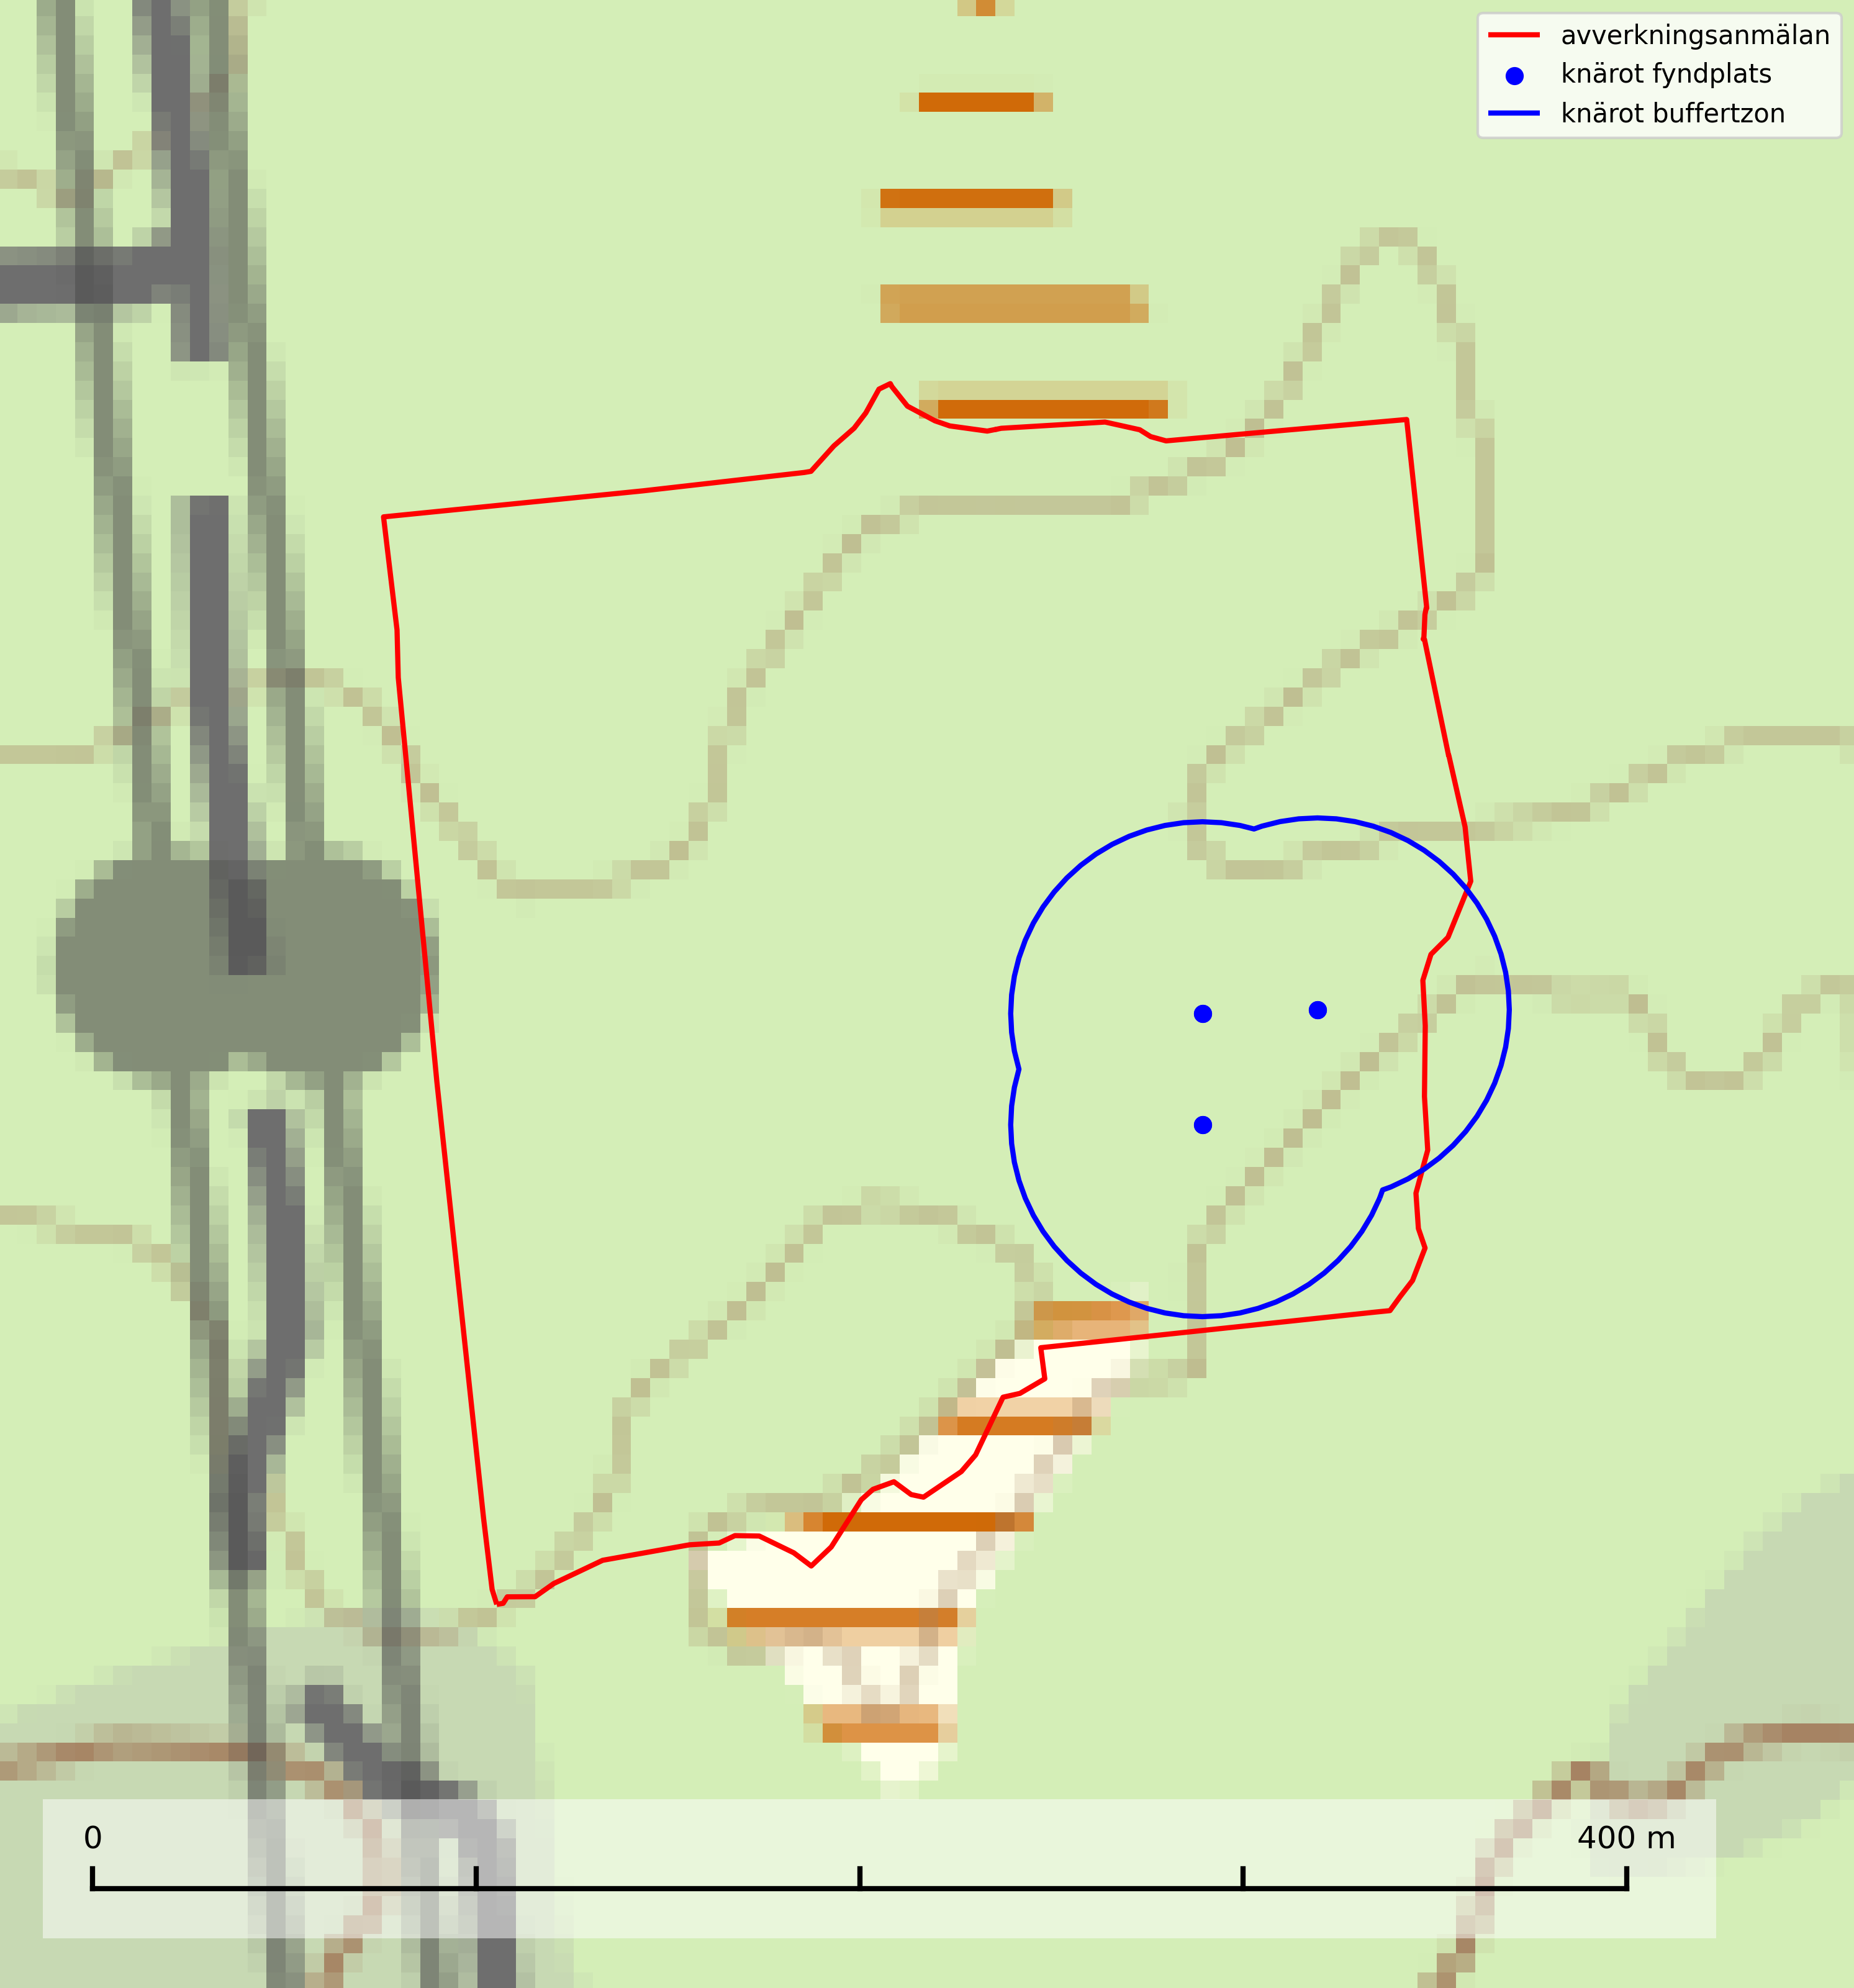 avverkningsanmälan
knärot fyndplats
knärot buffertzon
0 400 m